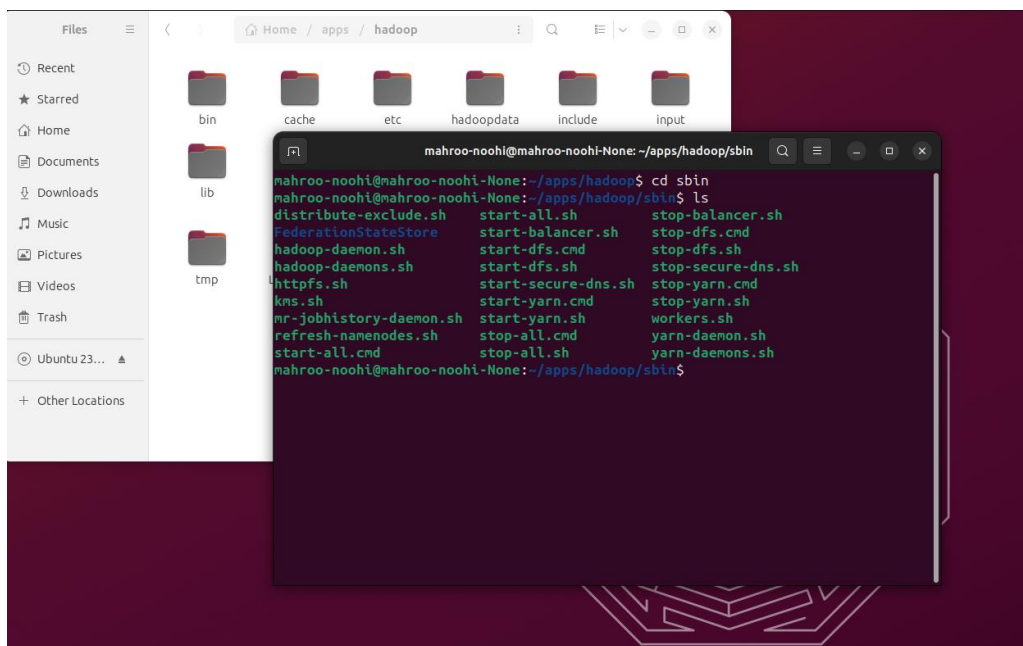 Files
Home / apps / hadoop
Recent
Starred
Home
Documents
Downloads
Music
Pictures
Videos
Trash
Ubuntu 23...
+ Other Locations
bin
cache
etc
hadoopdata
include
input
lib
tmp
mahroo-noohi@mahroo-noohi-None: ~/apps/hadoop/sbin
mahroo-noohi@mahroo-noohi-None:~/apps/hadoop$ cd sbin
mahroo-noohi@mahroo-noohi-None:~/apps/hadoop/sbin$ ls
distribute-exclude.sh start-all.sh stop-balancer.sh
FederationStateStore start-balancer.sh stop-dfs.cmd
hadoop-daemon.sh start-dfs.cmd stop-dfs.sh
hadoop-daemons.sh start-dfs.sh stop-secure-dns.sh
httpfs.sh start-secure-dns.sh stop-yarn.cmd
kms.sh start-yarn.cmd stop-yarn.sh
mr-jobhistory-daemon.sh start-yarn.sh workers.sh
refresh-namenodes.sh stop-all.cmd yarn-daemon.sh
start-all.cmd stop-all.sh yarn-daemons.sh
mahroo-noohi@mahroo-noohi-None:~/apps/hadoop/sbin$